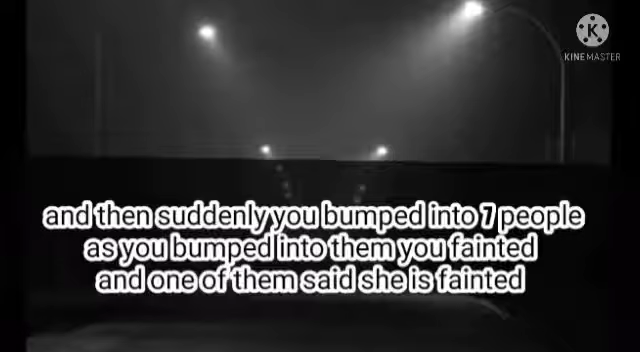 K
KINEMASTER
and then suddenly you bumped into 7 people
as you bumped into them you fainted
and one of them said she is fainted